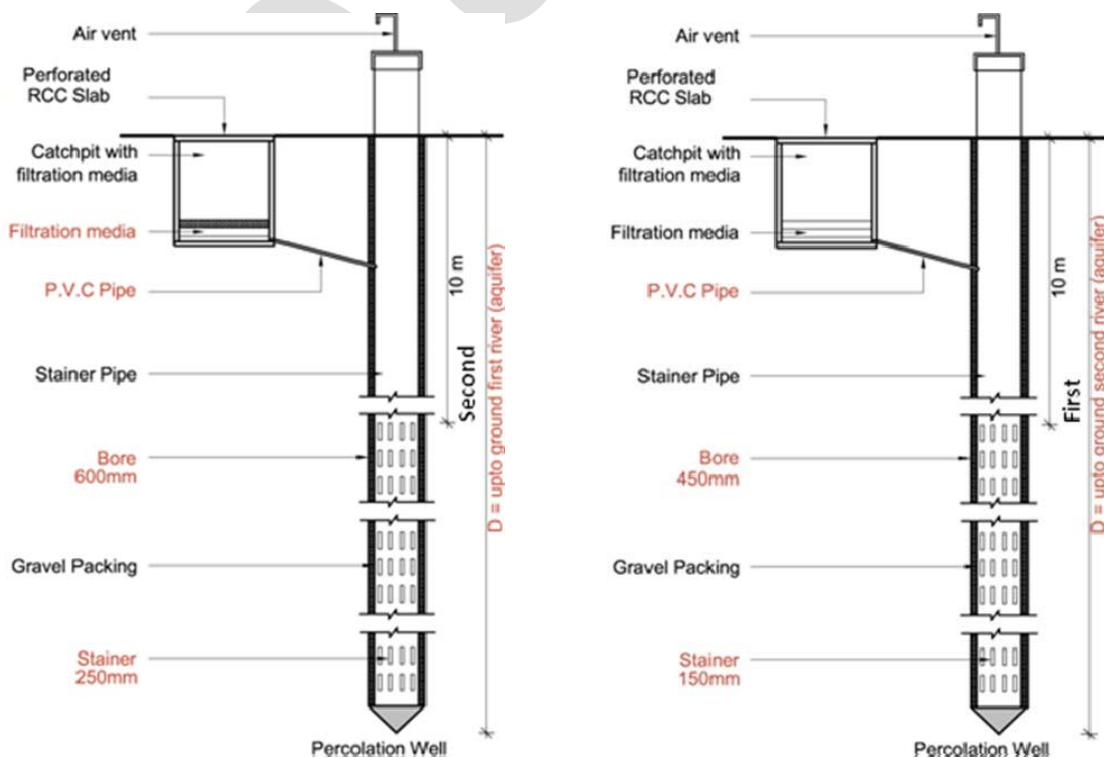 Air vent
Perforated
RCC Slab
Catchpit with
filtration media
Filtration media
P.V.C Pipe
Stainer Pipe
Bore
600mm
Gravel Packing
Stainer
250mm
10 m
Second
D = upto ground first river (aquifer)
Percolation Well
Air vent
Perforated
RCC Slab
Catchpit with
filtration media
Filtration media
P.V.C Pipe
Stainer Pipe
Bore
450mm
Gravel Packing
Stainer
150mm
10 m
First
D = upto ground second river (aquifer)
Percolation Well